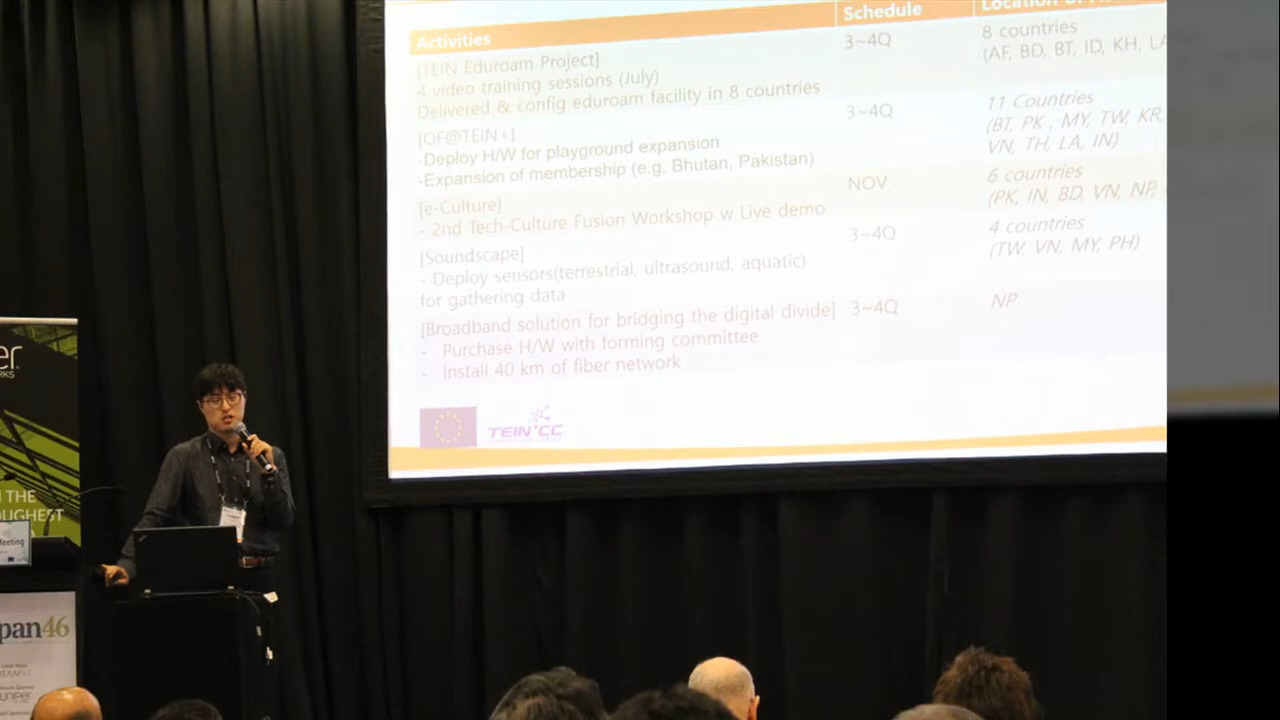 Activities
Schedule
[TEIN Eduroam Project]
4 video training sessions (July)
Delivered & config eduroam facility in 8 countries
3~4Q
8 countries
(AF, BD, BT, ID, KH, LA
[OF@TEIN+]
-Deploy H/W for playground expansion
-Expansion of membership (e.g. Bhutan, Pakistan)
3~4Q
11 Countries
(BT, PK , MY, TW, KR,
VN, TH, LA, IN)
[e-Culture]
- 2nd Tech-Culture Fusion Workshop w Live demo
NOV
6 countries
(PK, IN, BD, VN, NP,
[Soundscape]
- Deploy sensors(terrestrial, ultrasound, aquatic)
for gathering data
3~4Q
4 countries
(TW, VN, MY, PH)
[Broadband solution for bridging the digital divide]
- Purchase H/W with forming committee
- Install 40 km of fiber network
3~4Q
NP
TEIN*CC
THE
OUGHEST
Meeting
pan46